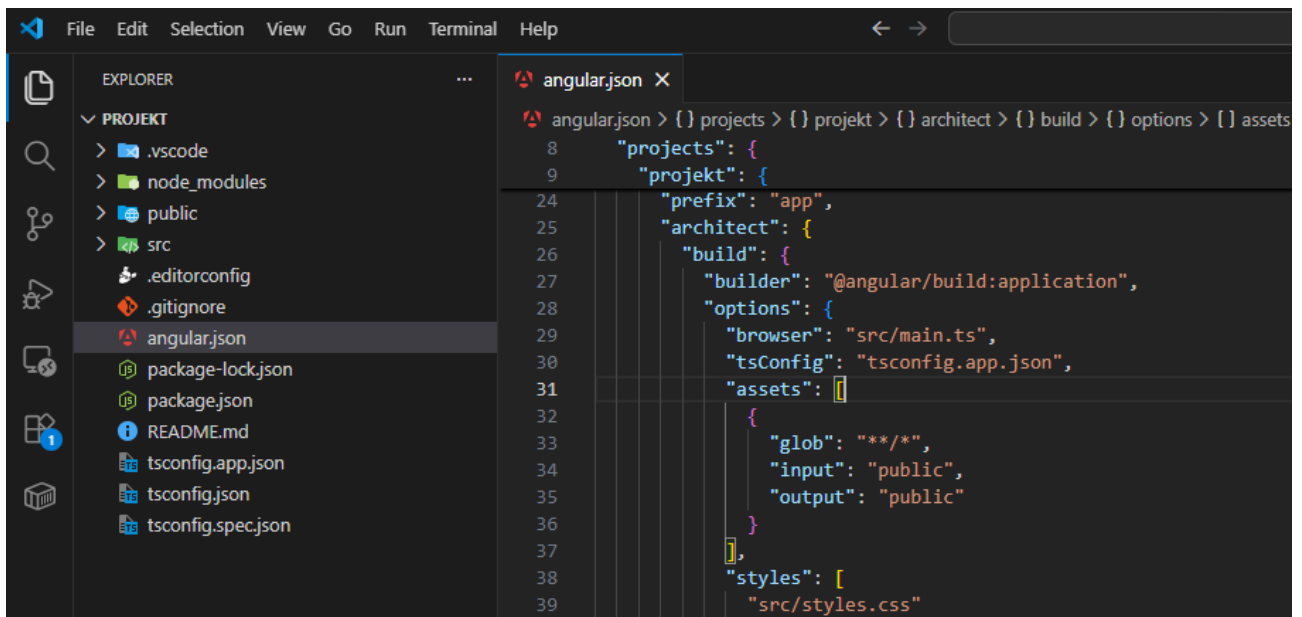 File Edit Selection View Go Run Terminal Help
EXPLORER
PROJEKT
.vscode
node_modules
public
src
.editorconfig
.gitignore
angular.json
package-lock.json
package.json
README.md
tsconfig.app.json
tsconfig.json
tsconfig.spec.json
1
angular.json
angular.json > { } projects > { } projekt > { } architect > { } build > { } options > [ ] assets
8 "projects": {
9 "projekt": {
24 "prefix": "app",
25 "architect": {
26 "build": {
27 "builder": "@angular/build:application",
28 "options": {
29 "browser": "src/main.ts",
30 "tsConfig": "tsconfig.app.json",
31 "assets": [
32 {
33 "glob": "**/*",
34 "input": "public",
35 "output": "public"
36 }
37 ],
38 "styles": [
39 "src/styles.css"